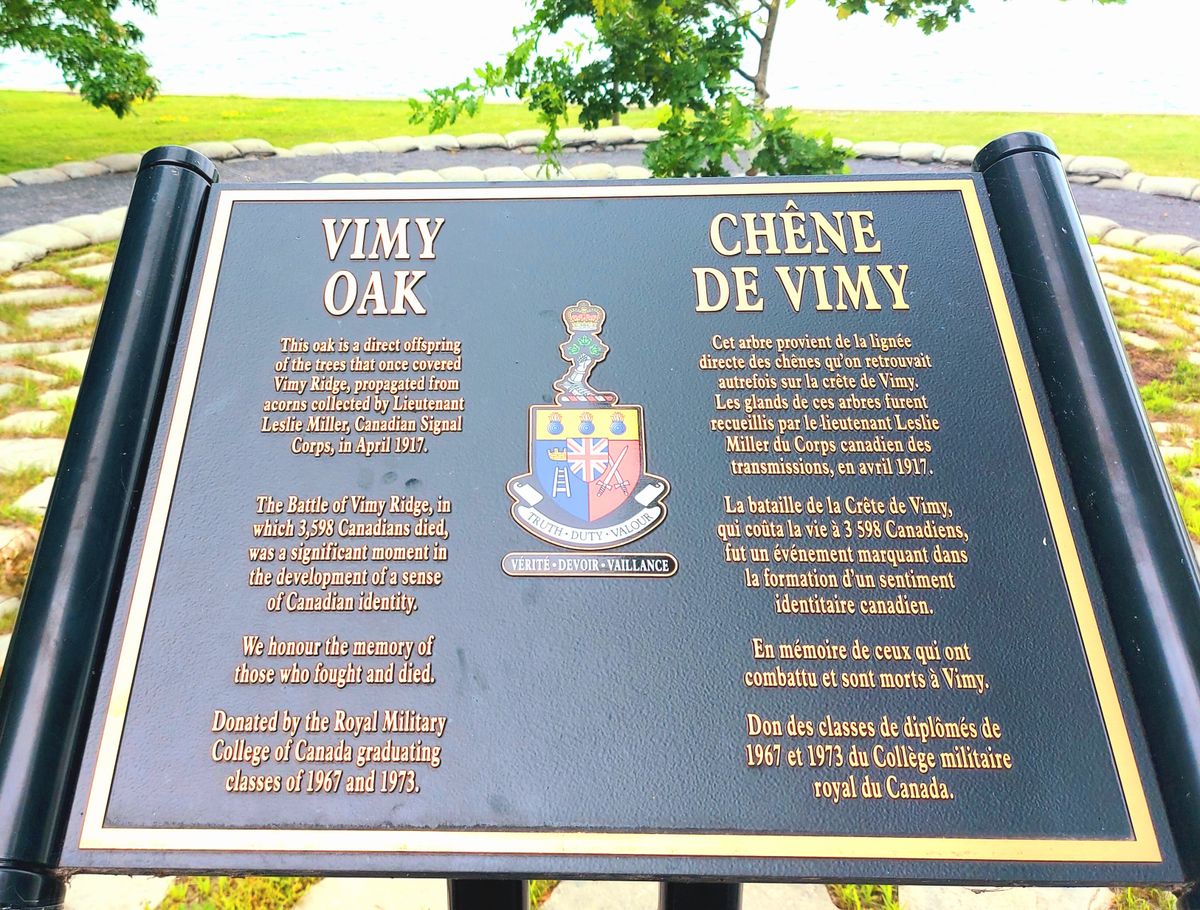 VIMY
OAK
This oak is a direct offspring
of the trees that once covered
Vimy Ridge, propagated from
acorns collected by Lieutenant
Leslie Miller, Canadian Signal
Corps, in April 1917.
The Battle of Vimy Ridge, in
which 3,598 Canadians died,
was a significant moment in
the development of a sense
of Canadian identity.
We honour the memory of
those who fought and died.
Donated by the Royal Military
College of Canada graduating
classes of 1967 and 1973.
TRUTH · DUTY · VALOUR
VÉRITÉ · DEVOIR · VAILLANCE
CHÊNE
DE VIMY
Cet arbre provient de la lignée
directe des chênes qu'on retrouvait
autrefois sur la crête de Vimy.
Les glands de ces arbres furent
recueillis par le lieutenant Leslie
Miller du Corps canadien des
transmissions, en avril 1917.
La bataille de la Crête de Vimy,
qui coûta la vie à 3 598 Canadiens,
fut un événement marquant dans
la formation d'un sentiment
identitaire canadien.
En mémoire de ceux qui ont
combattu et sont morts à Vimy.
Don des classes de diplômés de
1967 et 1973 du Collège militaire
royal du Canada.